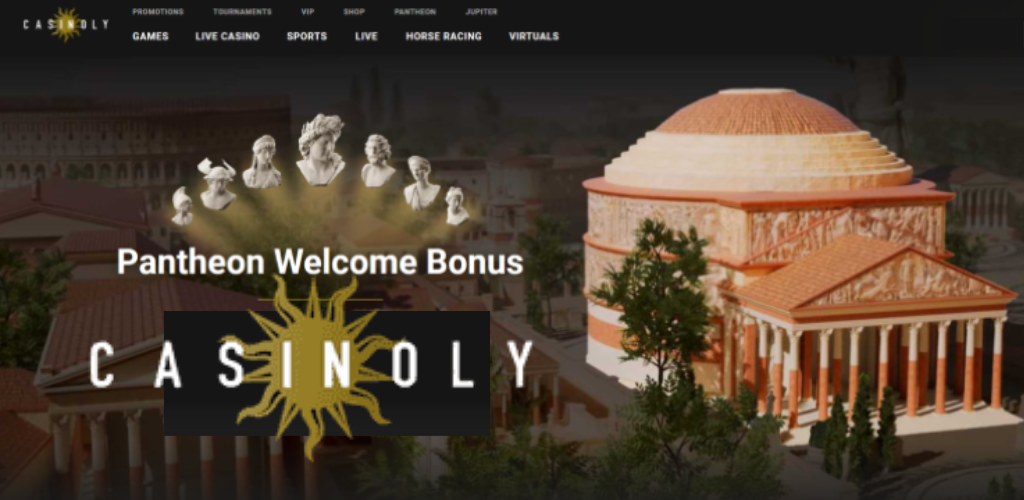 CASINOLY
PROMOTIONS TOURNAMENTS VIP SHOP PANTHEON JUPITER
GAMES LIVE CASINO SPORTS LIVE HORSE RACING VIRTUALS
Pantheon Welcome Bonus
CASINOLY